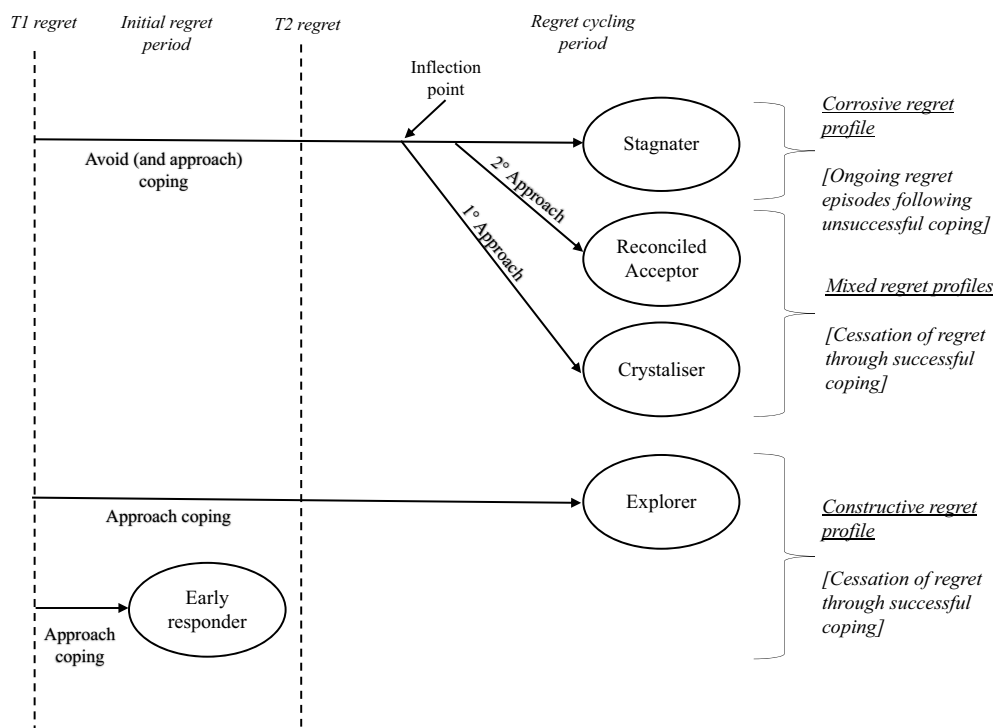 T1 regret
Initial regret
period
T2 regret
Regret cycling
period
Inflection
point
Avoid (and approach)
coping
2° Approach
1° Approach
Stagnater
Reconciled
Acceptor
Crystaliser
Corrosive regret
profile
[Ongoing regret
episodes following
unsuccessful coping]
Mixed regret profiles
[Cessation of regret
through successful
coping]
Approach coping
Explorer
Constructive regret
profile
[Cessation of regret
through successful
coping]
Approach
coping
Early
responder